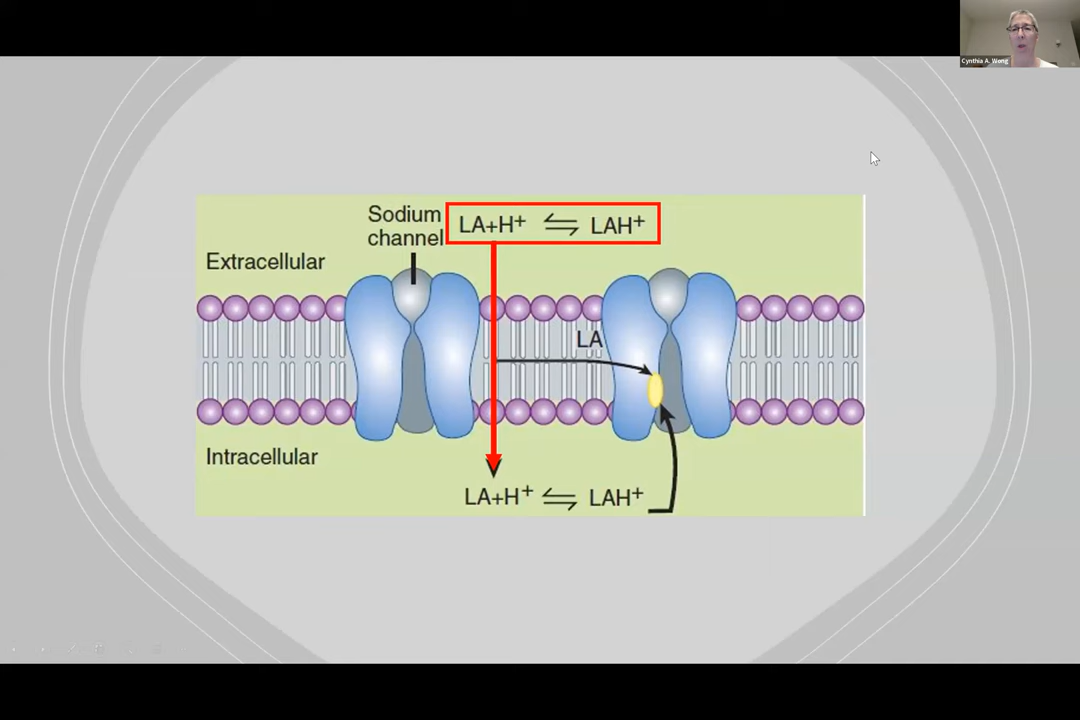 Cynthia A. Wong
Sodium
channel
LA+H⁺ ⇌ LAH⁺
Extracellular
LA
Intracellular
LA+H⁺ ⇌ LAH⁺